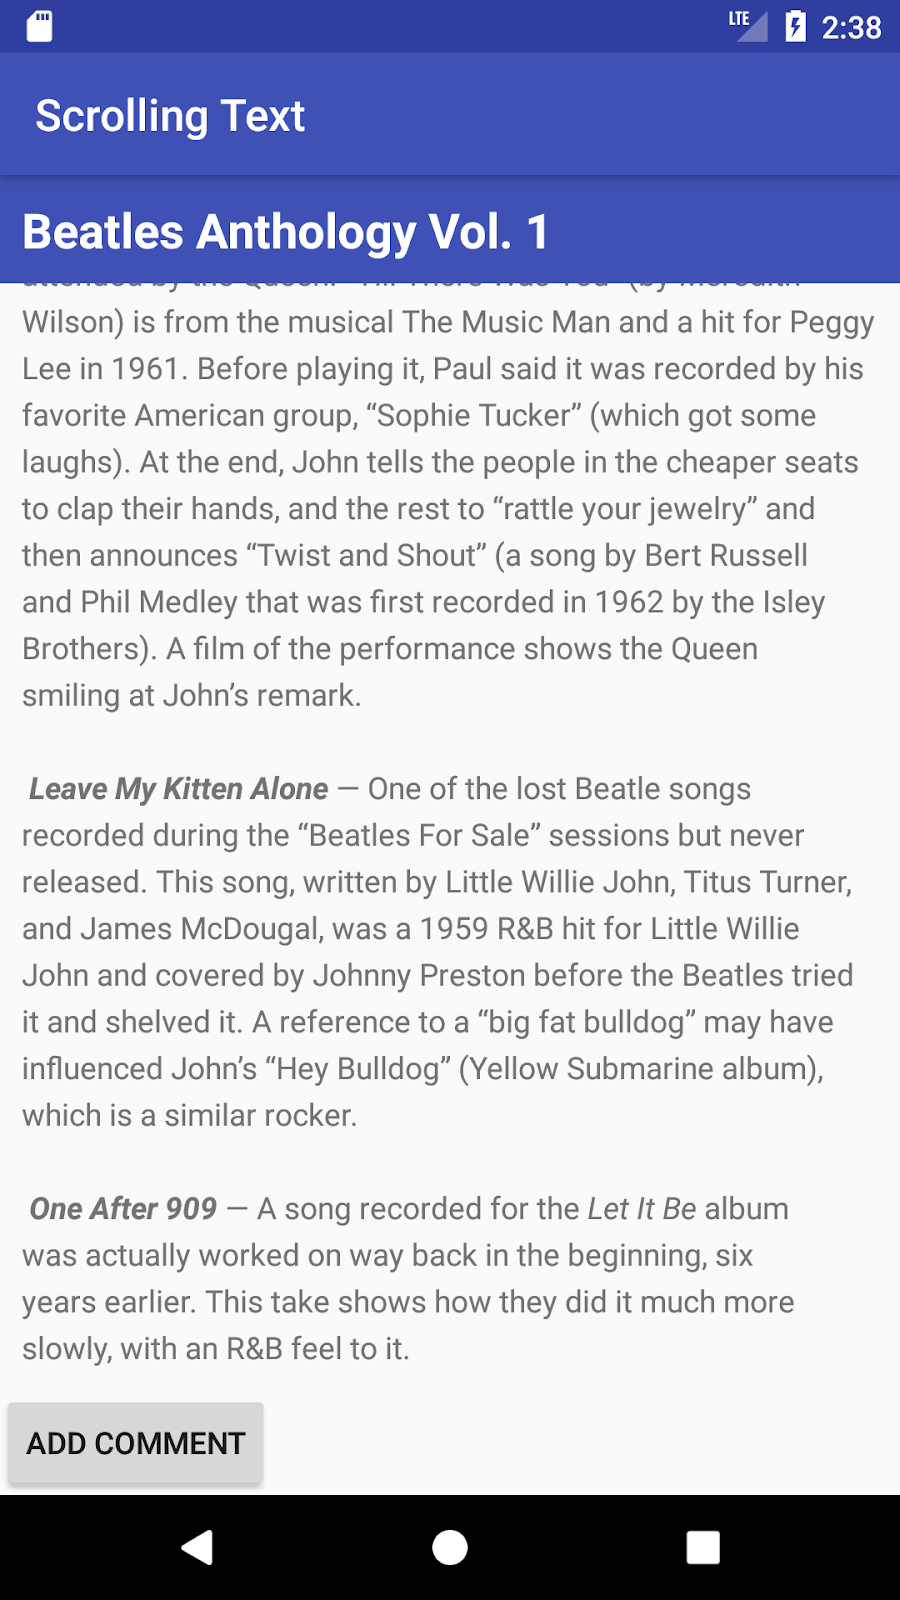 LTE 2:38
Scrolling Text
Beatles Anthology Vol. 1
attended by the Queen. “Till There Was You” (by Meredith
Wilson) is from the musical The Music Man and a hit for Peggy
Lee in 1961. Before playing it, Paul said it was recorded by his
favorite American group, “Sophie Tucker” (which got some
laughs). At the end, John tells the people in the cheaper seats
to clap their hands, and the rest to “rattle your jewelry” and
then announces “Twist and Shout” (a song by Bert Russell
and Phil Medley that was first recorded in 1962 by the Isley
Brothers). A film of the performance shows the Queen
smiling at John’s remark.
Leave My Kitten Alone — One of the lost Beatle songs
recorded during the “Beatles For Sale” sessions but never
released. This song, written by Little Willie John, Titus Turner,
and James McDougal, was a 1959 R&B hit for Little Willie
John and covered by Johnny Preston before the Beatles tried
it and shelved it. A reference to a “big fat bulldog” may have
influenced John’s “Hey Bulldog” (Yellow Submarine album),
which is a similar rocker.
One After 909 — A song recorded for the Let It Be album
was actually worked on way back in the beginning, six
years earlier. This take shows how they did it much more
slowly, with an R&B feel to it.
ADD COMMENT